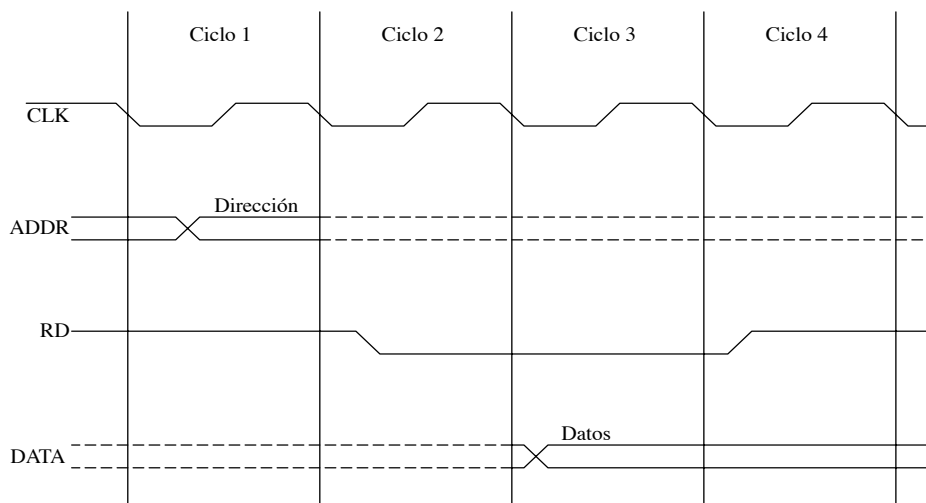 Ciclo 1 Ciclo 2 Ciclo 3 Ciclo 4
CLK
Dirección
ADDR
RD
Datos
DATA